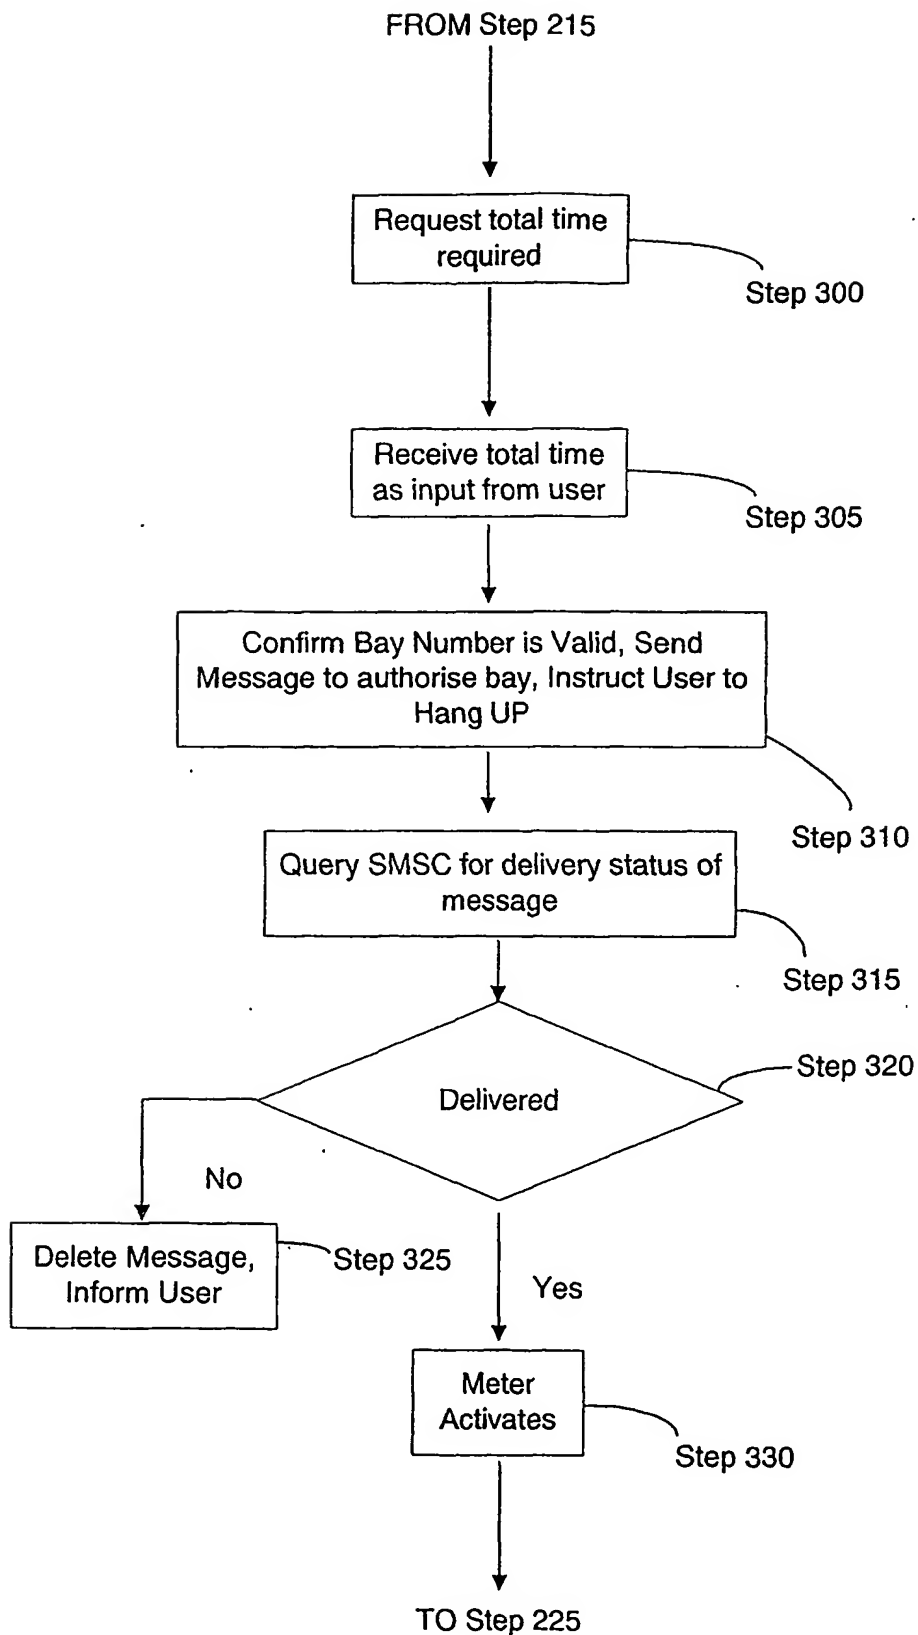 FROM Step 215
Request total time
required
Step 300
Receive total time
as input from user
Step 305
Confirm Bay Number is Valid, Send
Message to authorise bay, Instruct User to
Hang UP
Step 310
Query SMSC for delivery status of
message
Step 315
Step 320
Delivered
No
Delete Message,
Inform User
Step 325
Yes
Meter
Activates
Step 330
TO Step 225